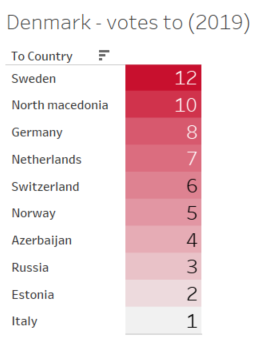 Denmark - votes to (2019)
To Country
Sweden 12
North macedonia 10
Germany 8
Netherlands 7
Switzerland 6
Norway 5
Azerbaijan 4
Russia 3
Estonia 2
Italy 1